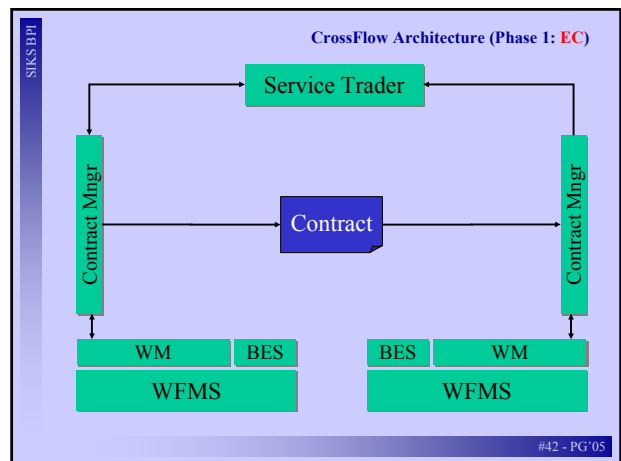 SIKS BPI
CrossFlow Architecture (Phase 1: EC)
Service Trader
Contract Mngr
Contract
Contract Mngr
WM
BES
BES
WM
WFMS
WFMS
#42 - PG'05